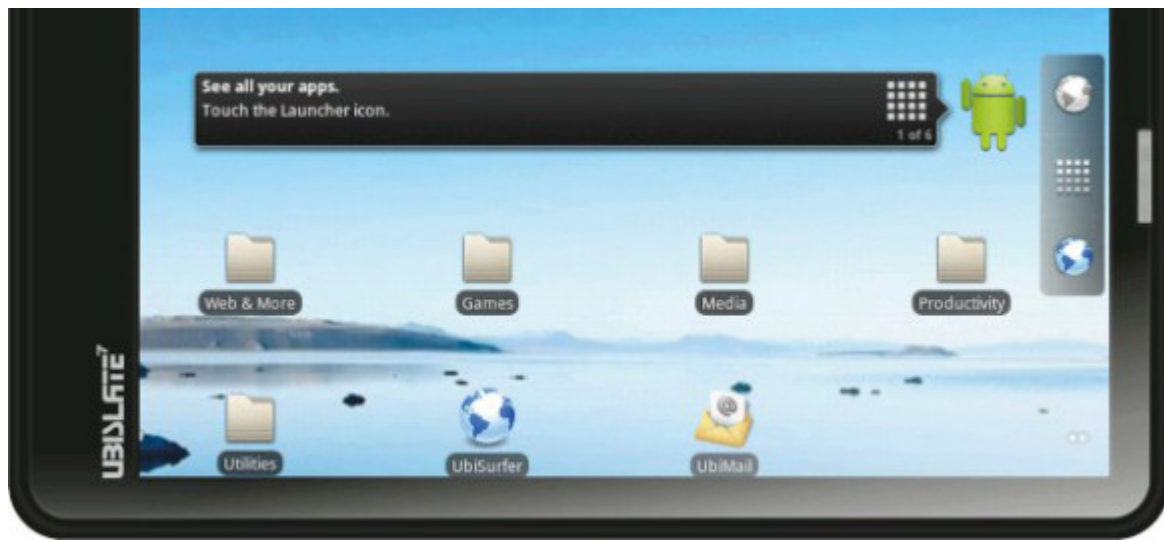 See all your apps.
Touch the Launcher icon.
1 of 6
Web & More
Games
Media
Productivity
Utilities
UbiSurfer
UbiMail
UBISLATE7